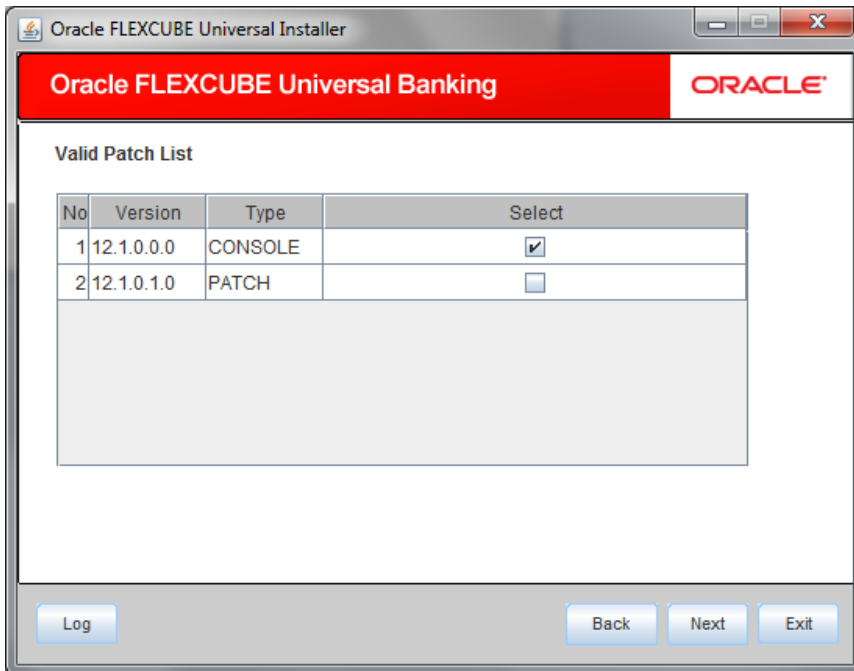 Oracle FLEXCUBE Universal Installer
Oracle FLEXCUBE Universal Banking ORACLE
Valid Patch List
No Version Type Select
1 12.1.0.0.0 CONSOLE
2 12.1.0.1.0 PATCH
Log Back Next Exit